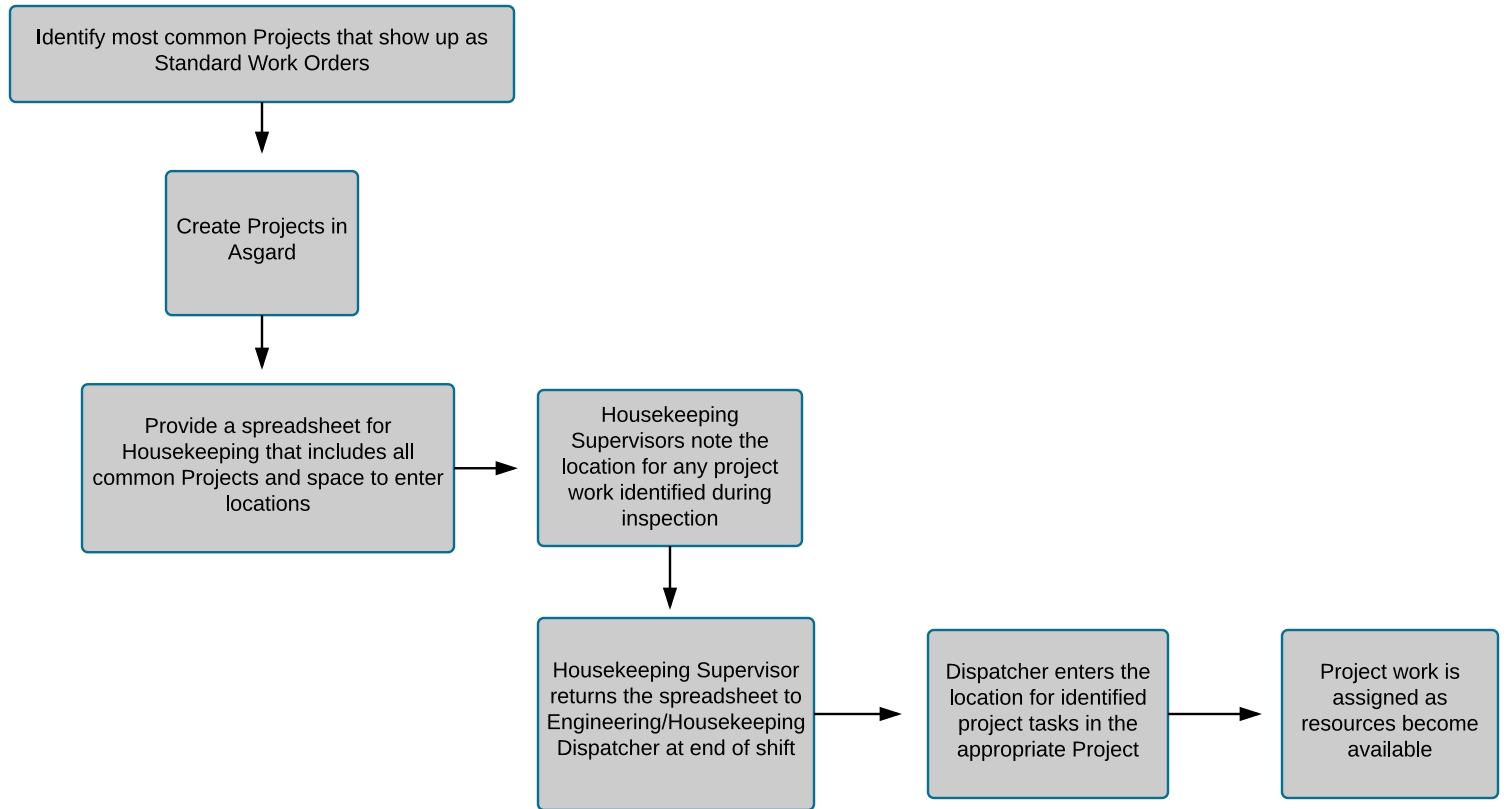 Identify most common Projects that show up as
Standard Work Orders
Create Projects in
Asgard
Provide a spreadsheet for
Housekeeping that includes all
common Projects and space to enter
locations
Housekeeping
Supervisors note the
location for any project
work identified during
inspection
Housekeeping Supervisor
returns the spreadsheet to
Engineering/Housekeeping
Dispatcher at end of shift
Dispatcher enters the
location for identified
project tasks in the
appropriate Project
Project work is
assigned as
resources become
available